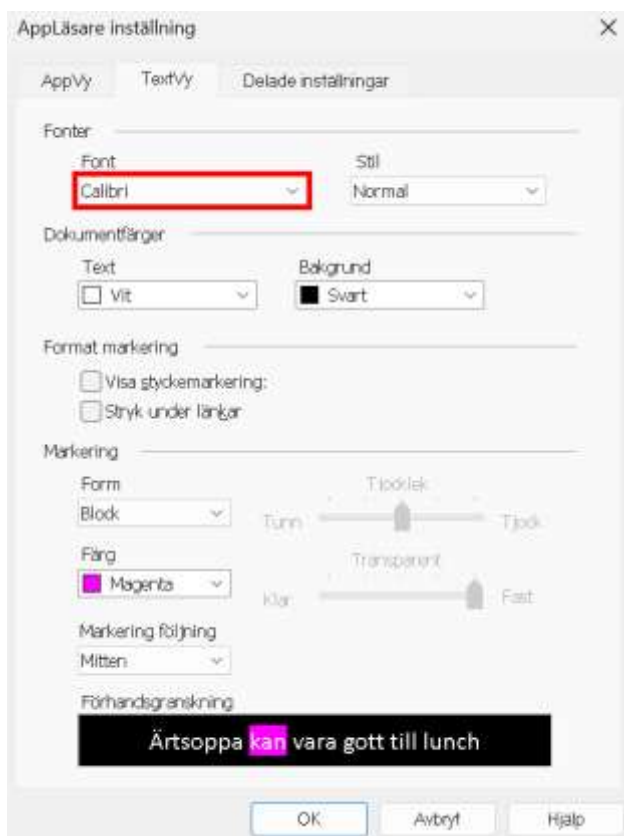 AppLäsare inställning
AppVy TextVy Delade inställningar
Fonter
Font Stil
Calibri Normal
Dokumentfärger
Text Bakgrund
Vit Svart
Format markering
Visa styckemarkering:
Stryk under länkar
Markering
Form Tjocklek
Block Tunn Tjock
Färg Transparent
Magenta Klar Fast
Markering följning
Mitten
Förhandsgranskning
Ärtsoppa kan vara gott till lunch
OK Avbryt Hjälp